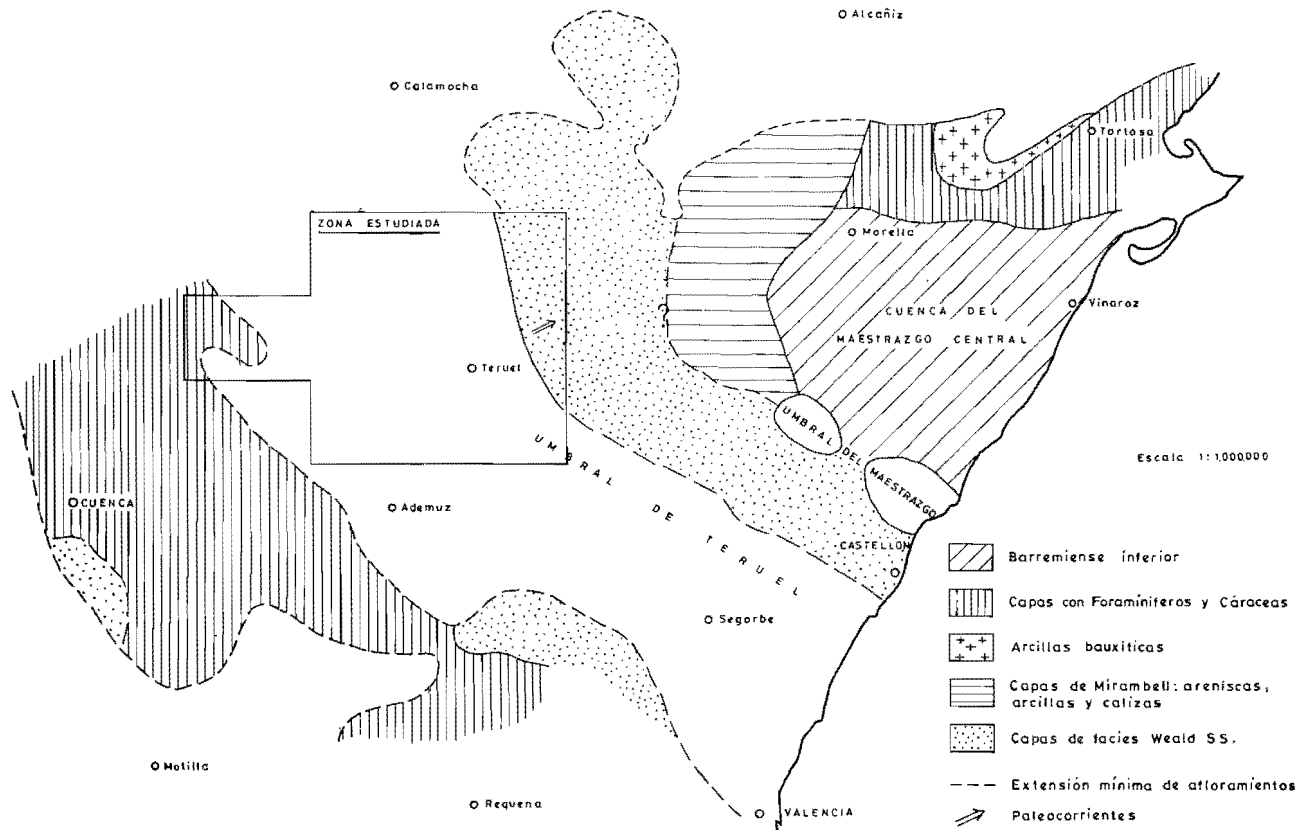 Alcañiz
Calamocha
Tortosa
ZONA ESTUDIADA
Morella
Vinaroz
CUENCA DEL
MAESTRAZGO CENTRAL
?
Teruel
UMBRAL DEL MAESTRAZGO
UMBRAL DE TERUEL
Escala 1:1,000,000
CUENCA
Ademuz
CASTELLON
Segorbe
Motilla
Requena
VALENCIA
Barremiense inferior
Capas con Foramíniferos y Cáraceas
Arcillas bauxíticas
Capas de Mirambell: areniscas,
arcillas y calizas
Capas de facies Weald SS.
Extensión mínima de afloramientos
Paleocorrientes